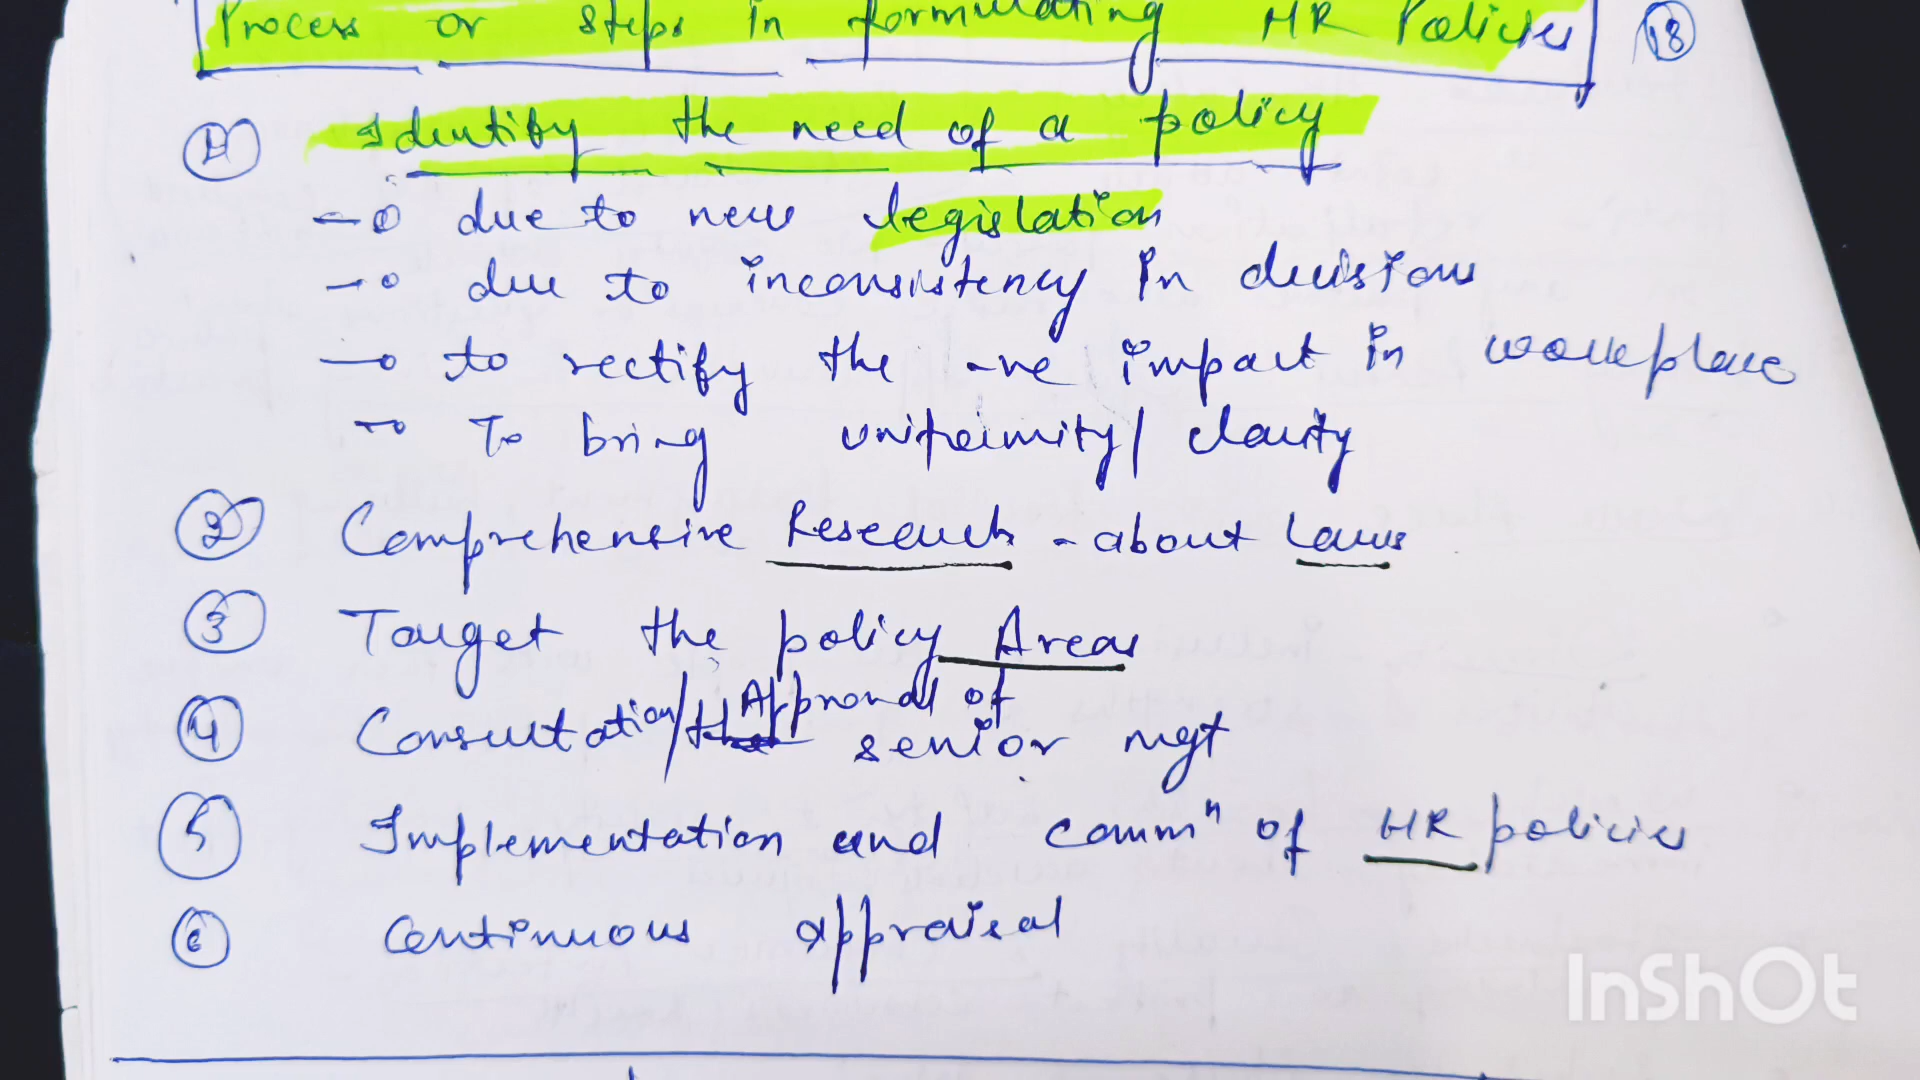 Process or steps in formulating HR Policies 18
1 Identify the need of a policy
→ due to new legislation
→ due to inconsistency in decisions
→ to rectify the -ve impact in workplace
→ To bring uniformity/ clarity
2 Comprehensive Research - about Laws
3 Target the policy Areas
4 Consultation/ Approval of senior mgt
5 Implementation and commⁿ of HR policies
6 Continuous appraisal
InShOt